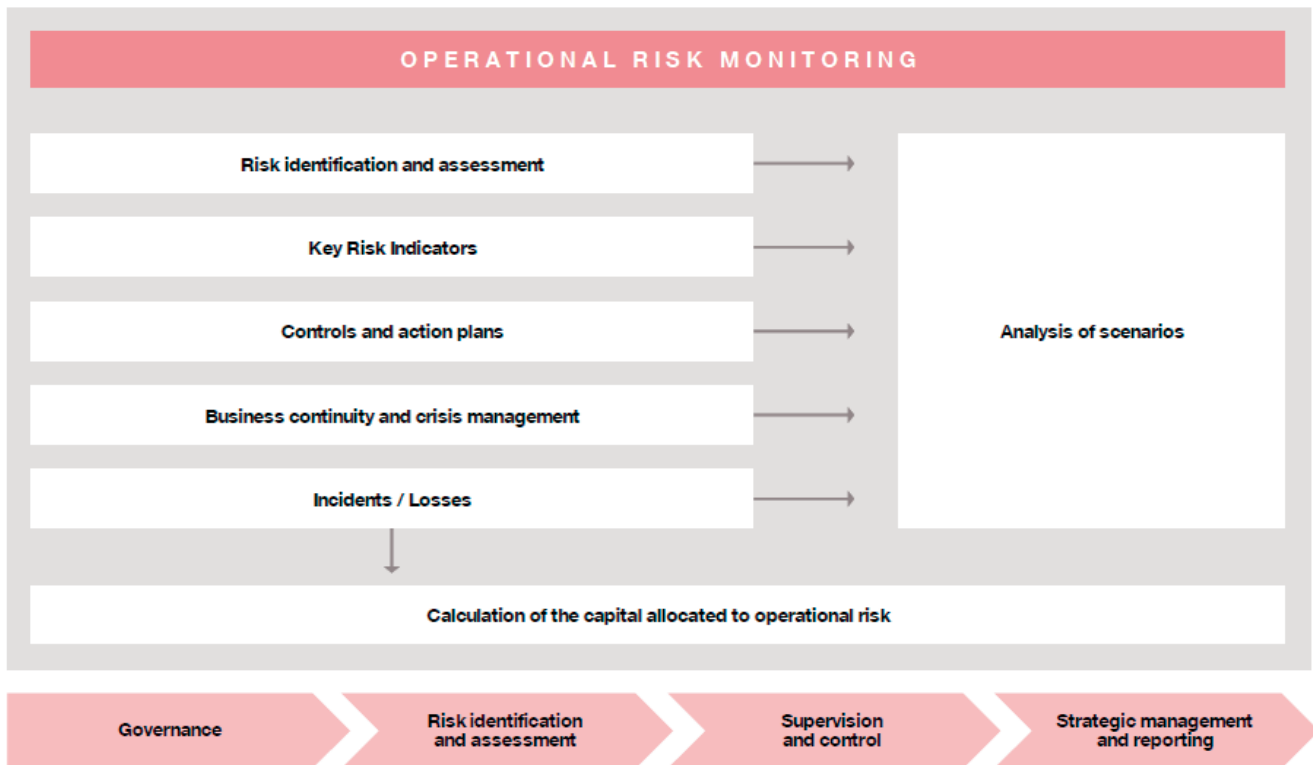 OPERATIONAL RISK MONITORING
Risk identification and assessment
Key Risk Indicators
Controls and action plans
Business continuity and crisis management
Incidents / Losses
Analysis of scenarios
Calculation of the capital allocated to operational risk
Governance
Risk identification
and assessment
Supervision
and control
Strategic management
and reporting